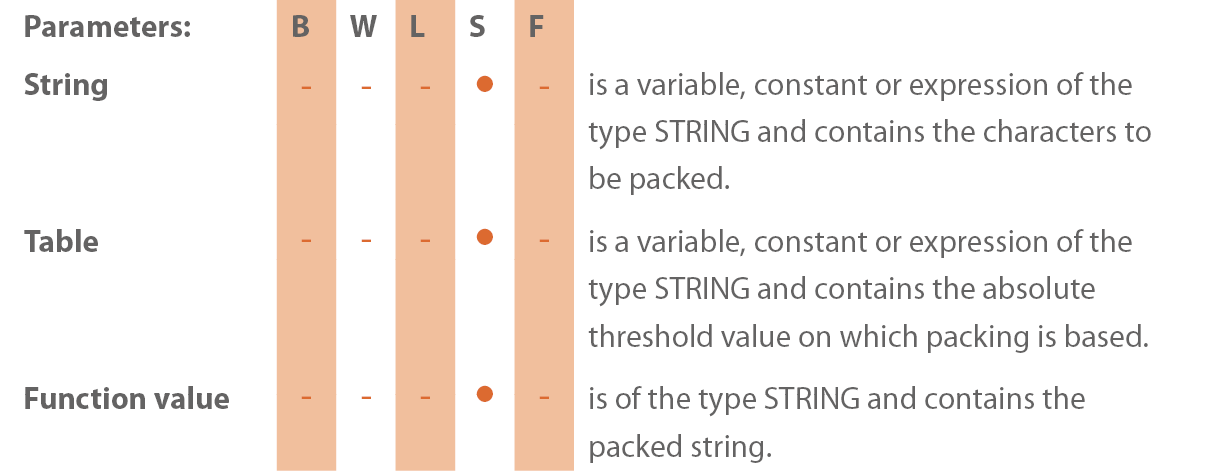 Parameters: B W L S F
String - - - ● - is a variable, constant or expression of the
type STRING and contains the characters to
be packed.
Table - - - ● - is a variable, constant or expression of the
type STRING and contains the absolute
threshold value on which packing is based.
Function value - - - ● - is of the type STRING and contains the
packed string.